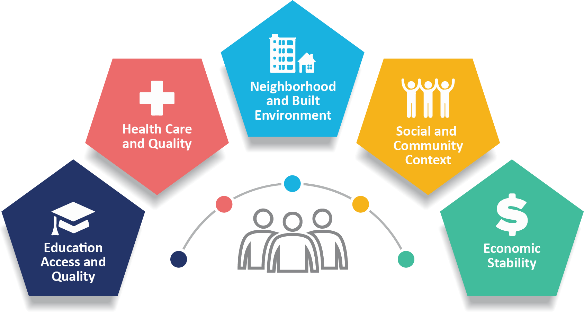 Neighborhood
and Built
Environment
Health Care
and Quality
Social and
Community
Context
Education
Access and
Quality
$
Economic
Stability